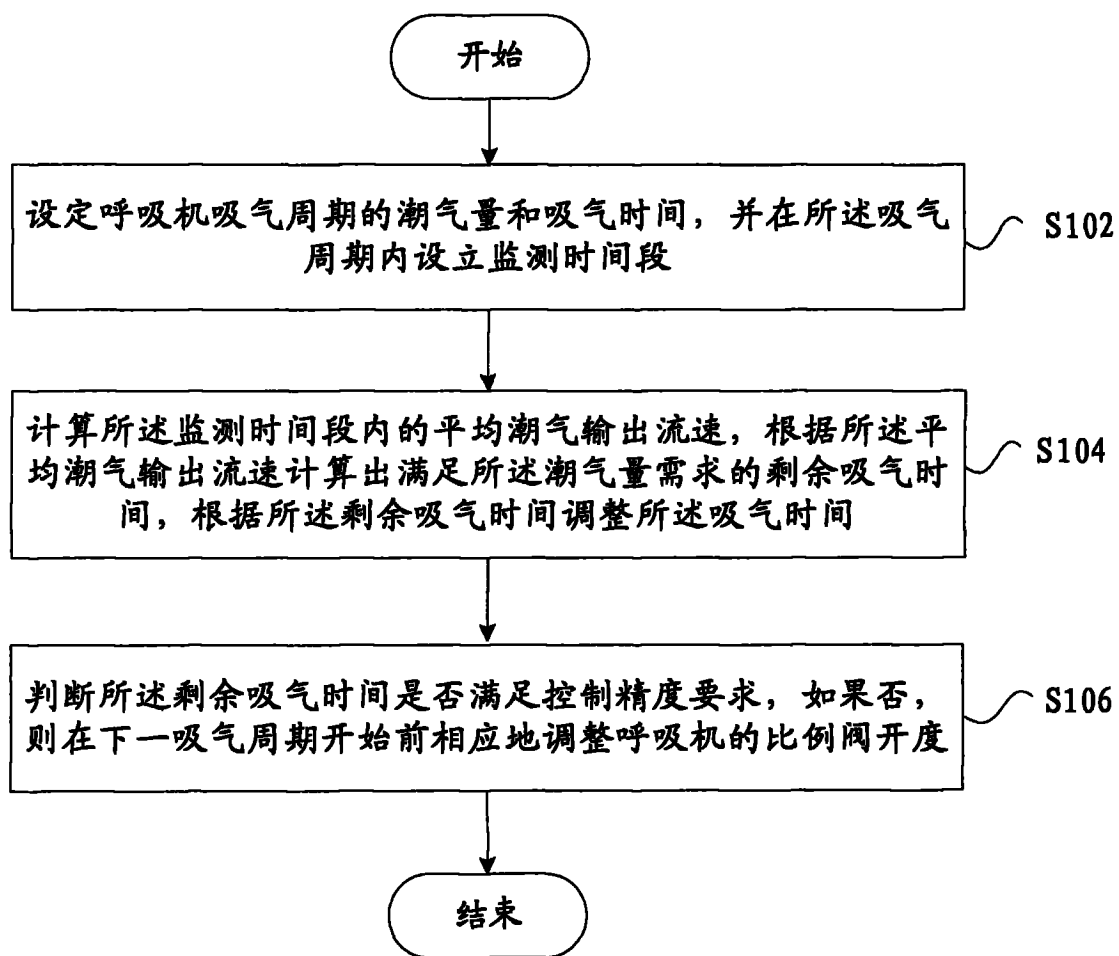 开始
设定呼吸机吸气周期的潮气量和吸气时间，并在所述吸气
周期内设立监测时间段
S102
计算所述监测时间段内的平均潮气输出流速，根据所述平
均潮气输出流速计算出满足所述潮气量需求的剩余吸气时
间，根据所述剩余吸气时间调整所述吸气时间
S104
判断所述剩余吸气时间是否满足控制精度要求，如果否，
则在下一吸气周期开始前相应地调整呼吸机的比例阀开度
S106
结束